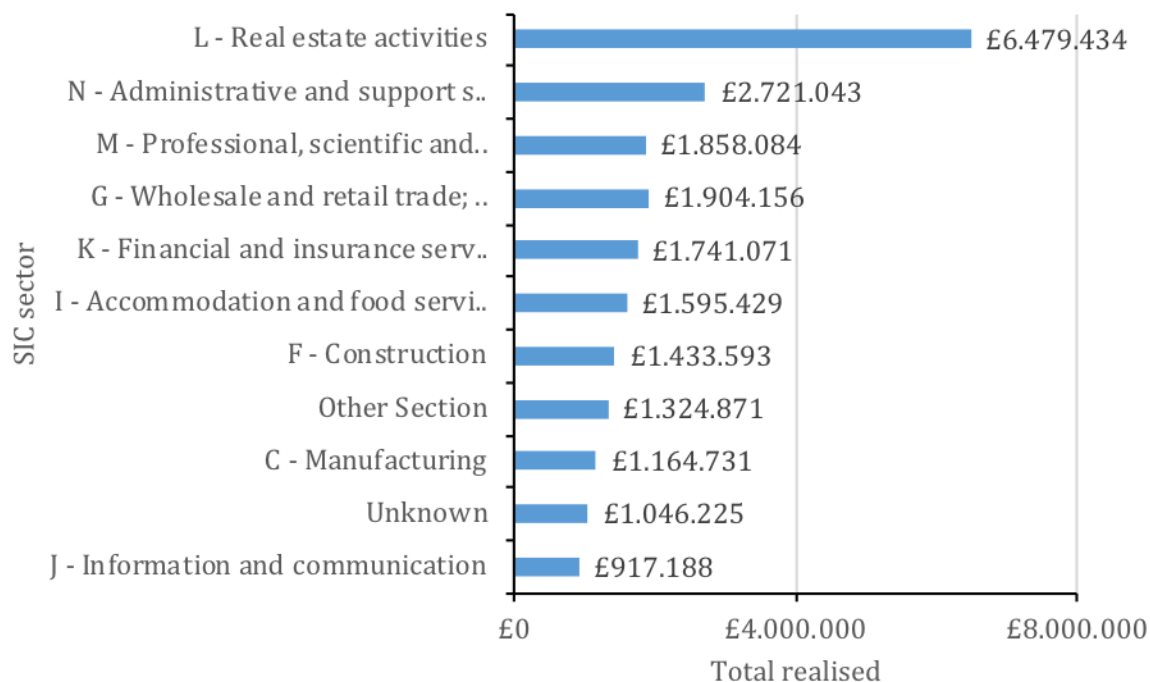 L - Real estate activities £6.479.434
N - Administrative and support s.. £2.721.043
M - Professional, scientific and.. £1.858.084
G - Wholesale and retail trade; .. £1.904.156
K - Financial and insurance serv.. £1.741.071
I - Accommodation and food servi.. £1.595.429
F - Construction £1.433.593
Other Section £1.324.871
C - Manufacturing £1.164.731
Unknown £1.046.225
J - Information and communication £917.188
SIC sector
£0 £4.000.000 £8.000.000
Total realised